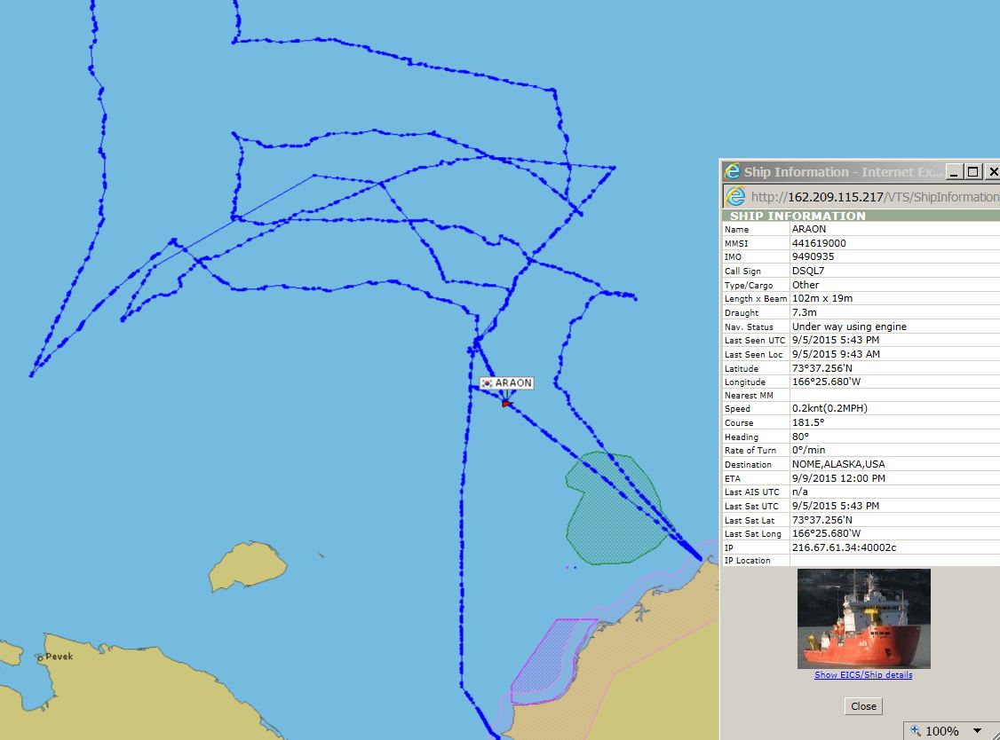 ARAON
Pevek
Ship Information - Internet Ex...
http://162.209.115.217/VTS/ShipInformation
SHIP INFORMATION
Name ARAON
MMSI 441619000
IMO 9490935
Call Sign DSQL7
Type/Cargo Other
Length x Beam 102m x 19m
Draught 7.3m
Nav. Status Under way using engine
Last Seen UTC 9/5/2015 5:43 PM
Last Seen Loc 9/5/2015 9:43 AM
Latitude 73°37.256'N
Longitude 166°25.680'W
Nearest MM
Speed 0.2knt(0.2MPH)
Course 181.5°
Heading 80°
Rate of Turn 0°/min
Destination NOME,ALASKA,USA
ETA 9/9/2015 12:00 PM
Last AIS UTC n/a
Last Sat UTC 9/5/2015 5:43 PM
Last Sat Lat 73°37.256'N
Last Sat Long 166°25.680'W
IP 216.67.61.34:40002c
IP Location
Show EICS/Ship details
Close
100%